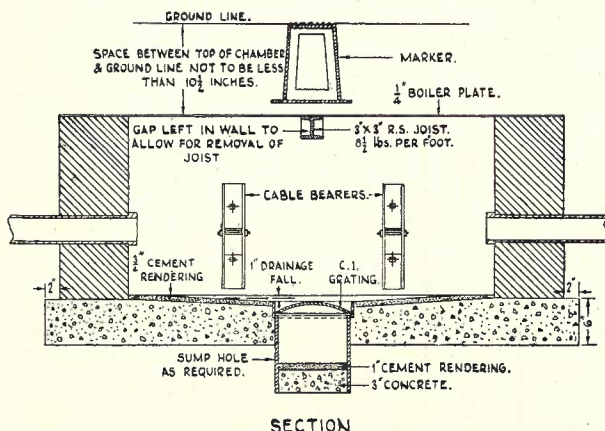 GROUND LINE.
SPACE BETWEEN TOP OF CHAMBER
& GROUND LINE NOT TO BE LESS
THAN 10½ INCHES.
MARKER.
¼" BOILER PLATE.
GAP LEFT IN WALL TO
ALLOW FOR REMOVAL OF
JOIST
3" X 3" R.S. JOIST.
8½ lbs. PER FOOT.
CABLE BEARERS.
½"
CEMENT
RENDERING
1" DRAINAGE
FALL.
C.I.
GRATING.
2"
2"
6"
SUMP HOLE
AS REQUIRED.
1" CEMENT RENDERING.
3" CONCRETE.
SECTION